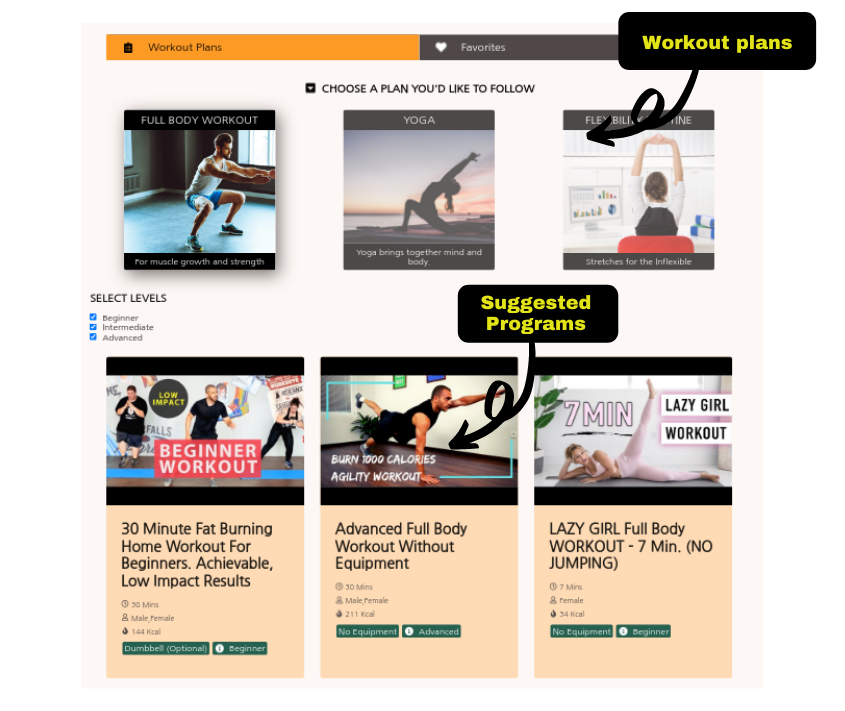 Workout Plans
Favorites
Workout plans
CHOOSE A PLAN YOU'D LIKE TO FOLLOW
FULL BODY WORKOUT
For muscle growth and strength
YOGA
Yoga brings together mind and
body.
Stretches for the Inflexible
SELECT LEVELS
Beginner
Intermediate
Advanced
Suggested
Programs
LOW
IMPACT
BEGINNER
WORKOUT
30 Minute Fat Burning
Home Workout For
Beginners. Achievable,
Low Impact Results
30 Mins
Male,Female
144 Kcal
Dumbbell (Optional)
Beginner
BURN 1000 CALORIES
AGILITY WORKOUT
Advanced Full Body
Workout Without
Equipment
30 Mins
Male,Female
211 Kcal
No Equipment
Advanced
7MIN
LAZY GIRL
WORKOUT
LAZY GIRL Full Body
WORKOUT - 7 Min. (NO
JUMPING)
7 Mins
Female
34 Kcal
No Equipment
Beginner